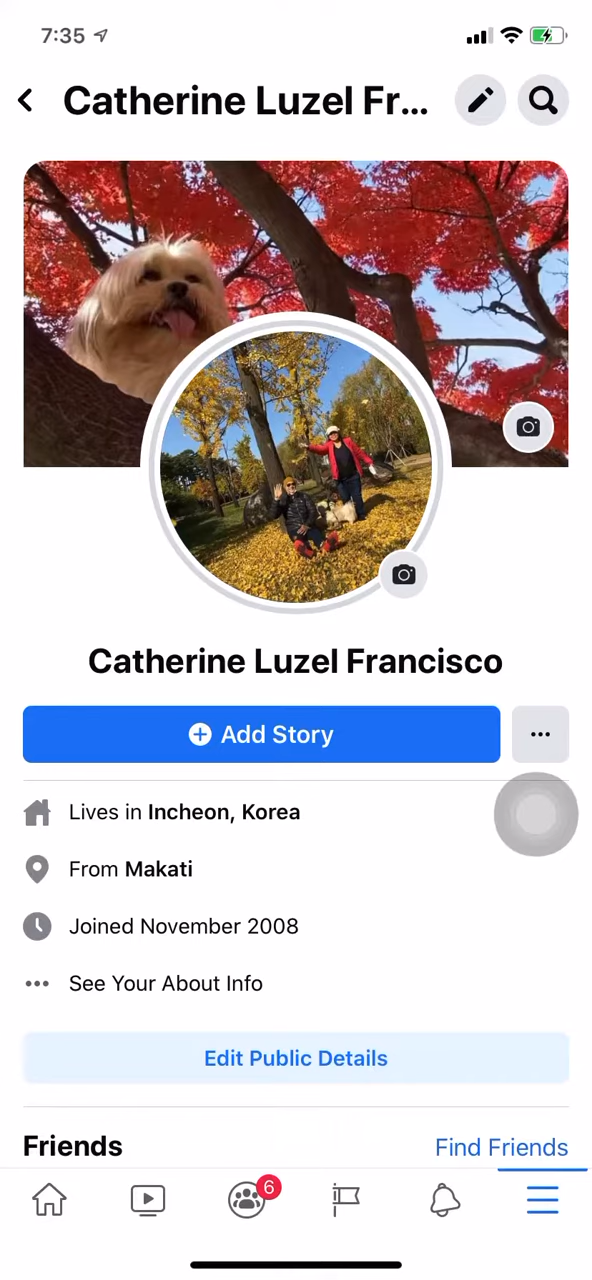 7:35
Catherine Luzel Fr...
Catherine Luzel Francisco
Add Story
Lives in Incheon, Korea
From Makati
Joined November 2008
See Your About Info
Edit Public Details
Friends
Find Friends
6